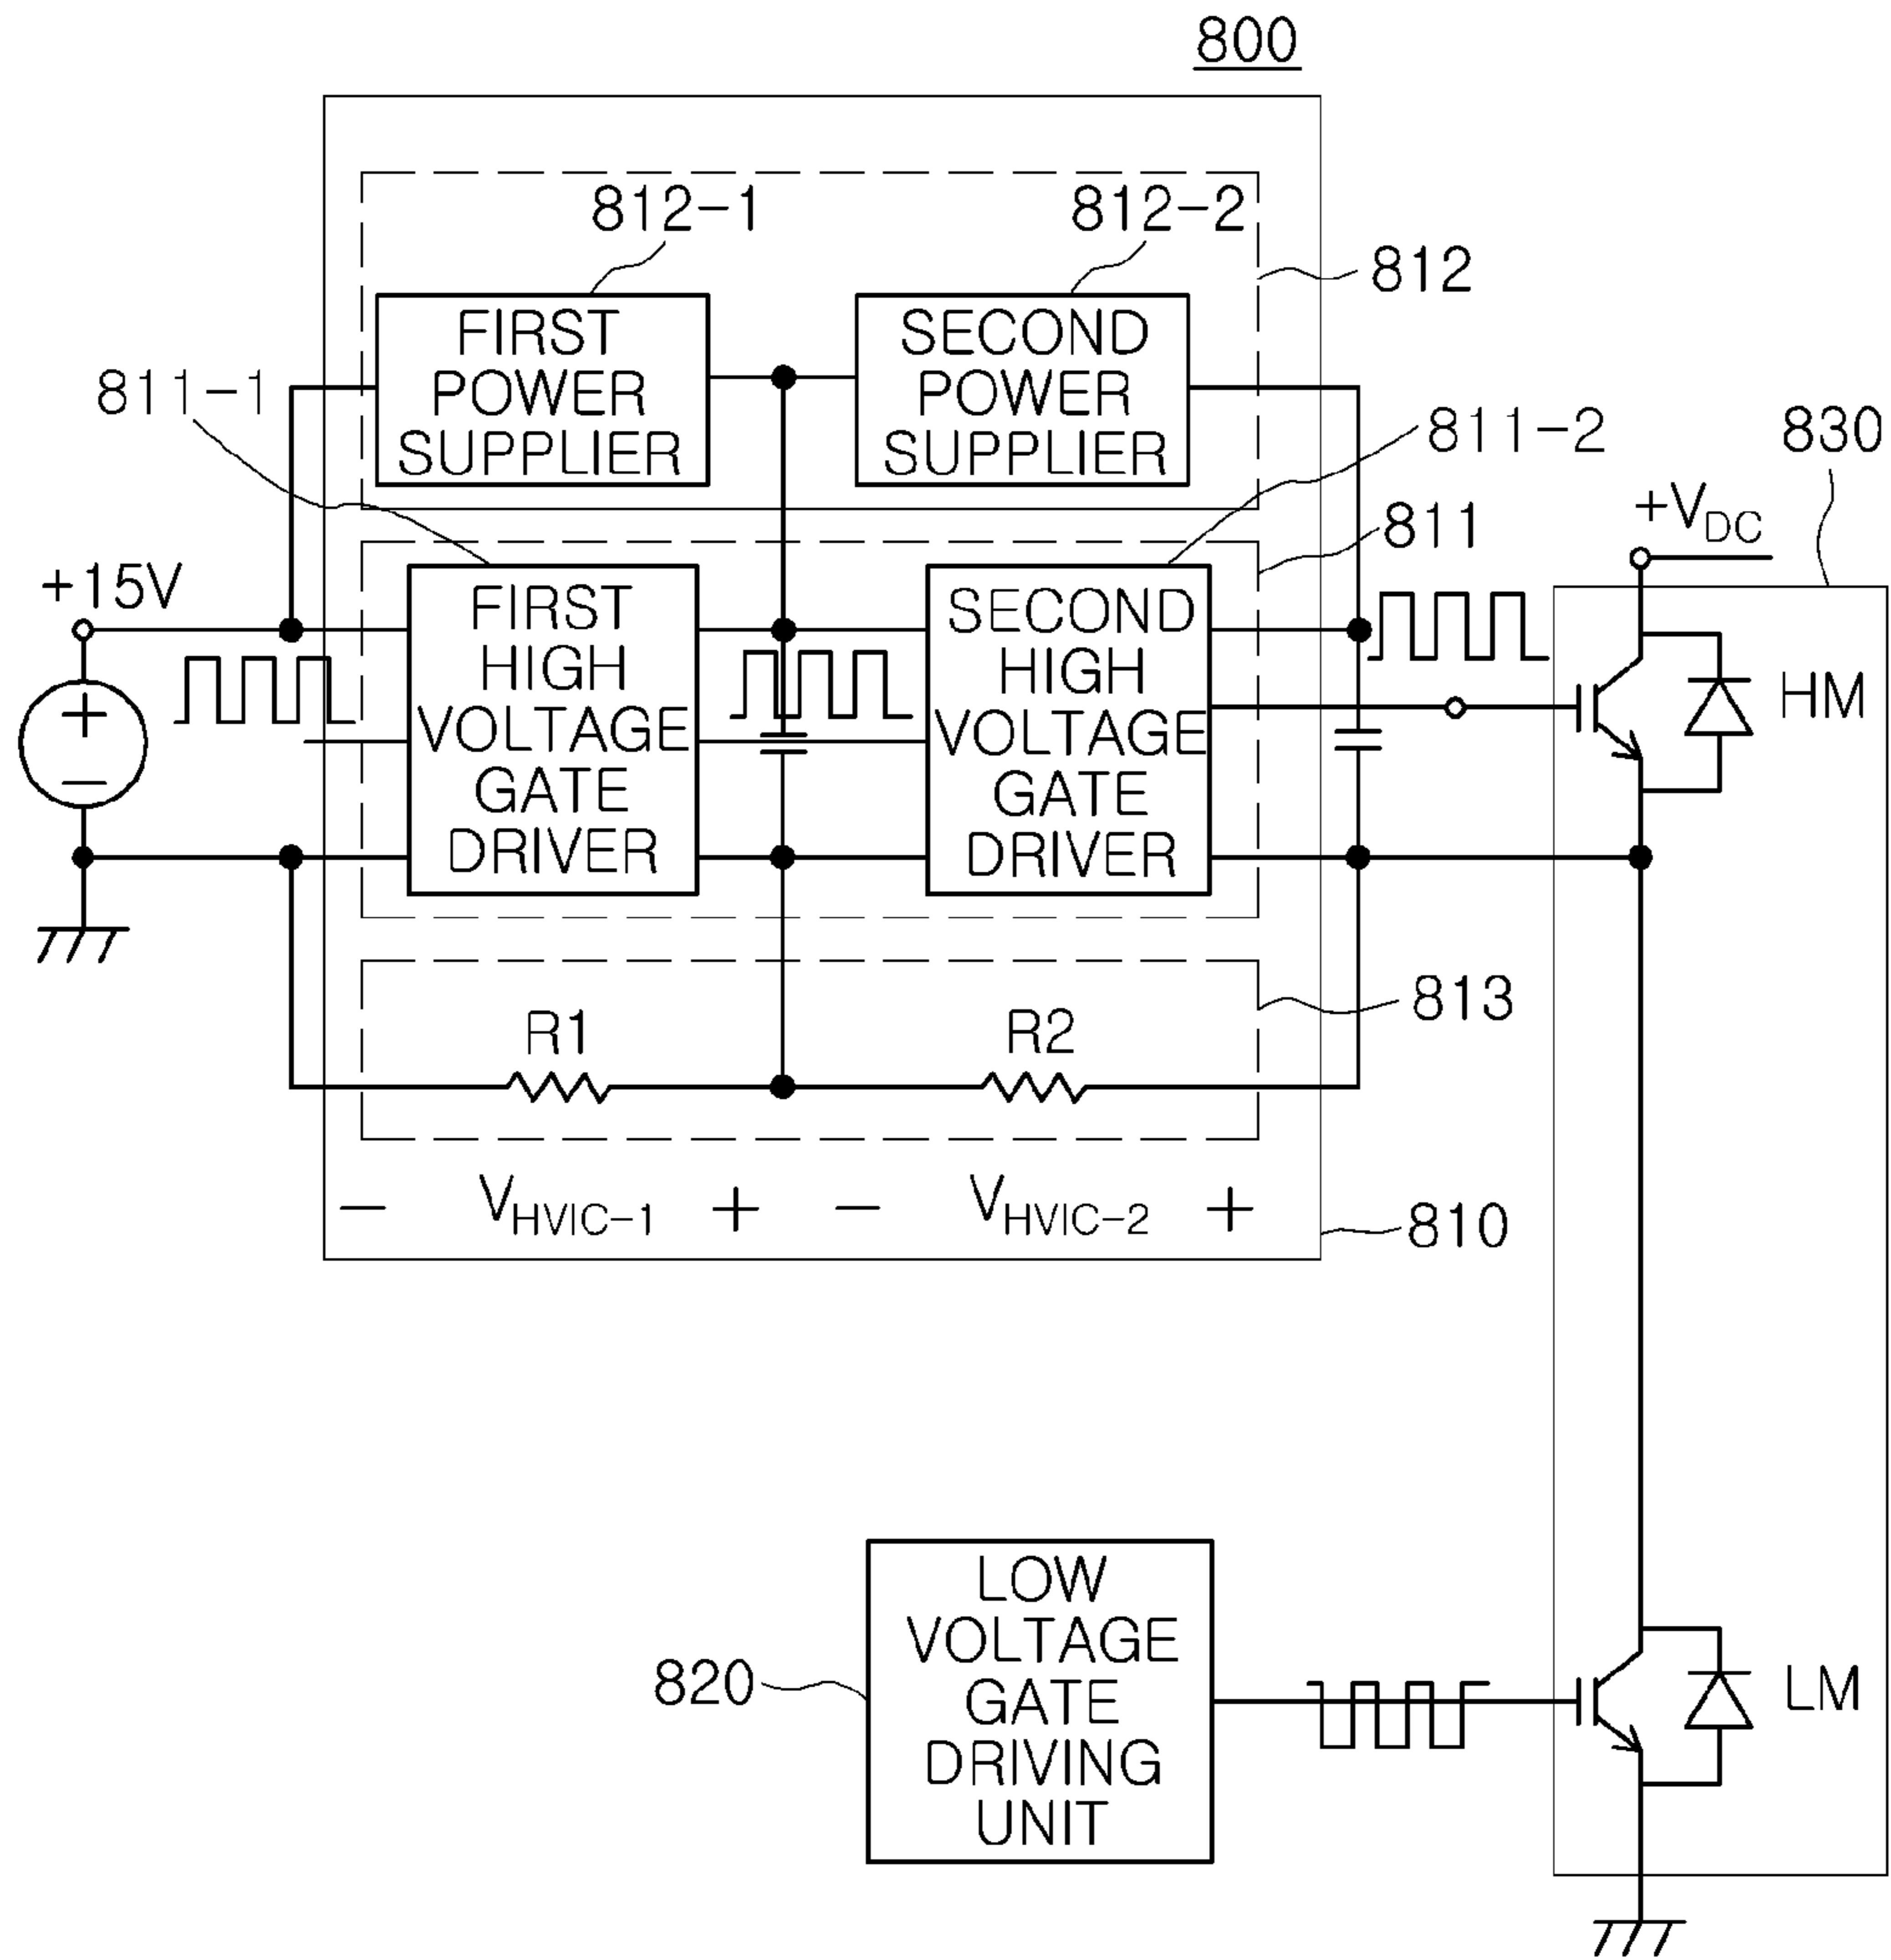 800
812-1
812-2
812
FIRST
POWER
SUPPLIER
SECOND
POWER
SUPPLIER
811-1
811-2
830
+VDC
811
+15V
FIRST
HIGH
VOLTAGE
GATE
DRIVER
SECOND
HIGH
VOLTAGE
GATE
DRIVER
HM
813
R1
R2
− VHVIC-1 + − VHVIC-2 +
810
LOW
VOLTAGE
GATE
DRIVING
UNIT
820
LM